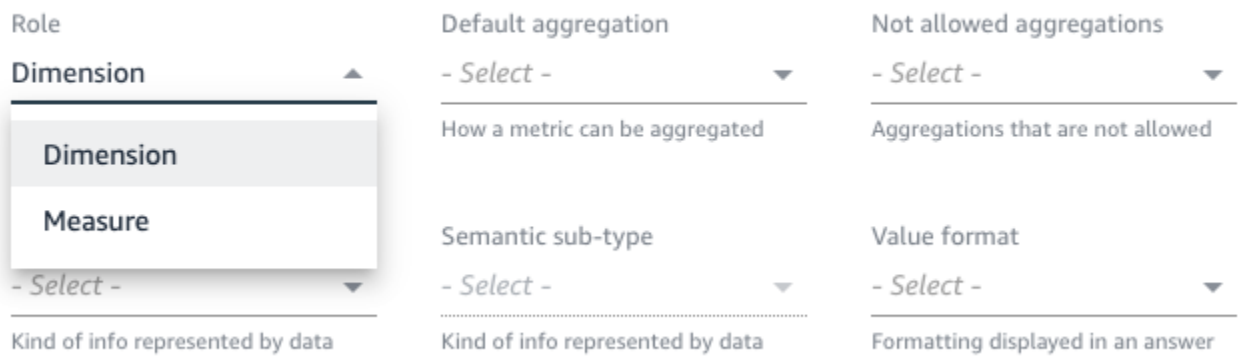 Role
Default aggregation
Not allowed aggregations
Dimension
- Select -
- Select -
How a metric can be aggregated
Aggregations that are not allowed
Dimension
Measure
Semantic sub-type
Value format
- Select -
- Select -
- Select -
Kind of info represented by data
Kind of info represented by data
Formatting displayed in an answer